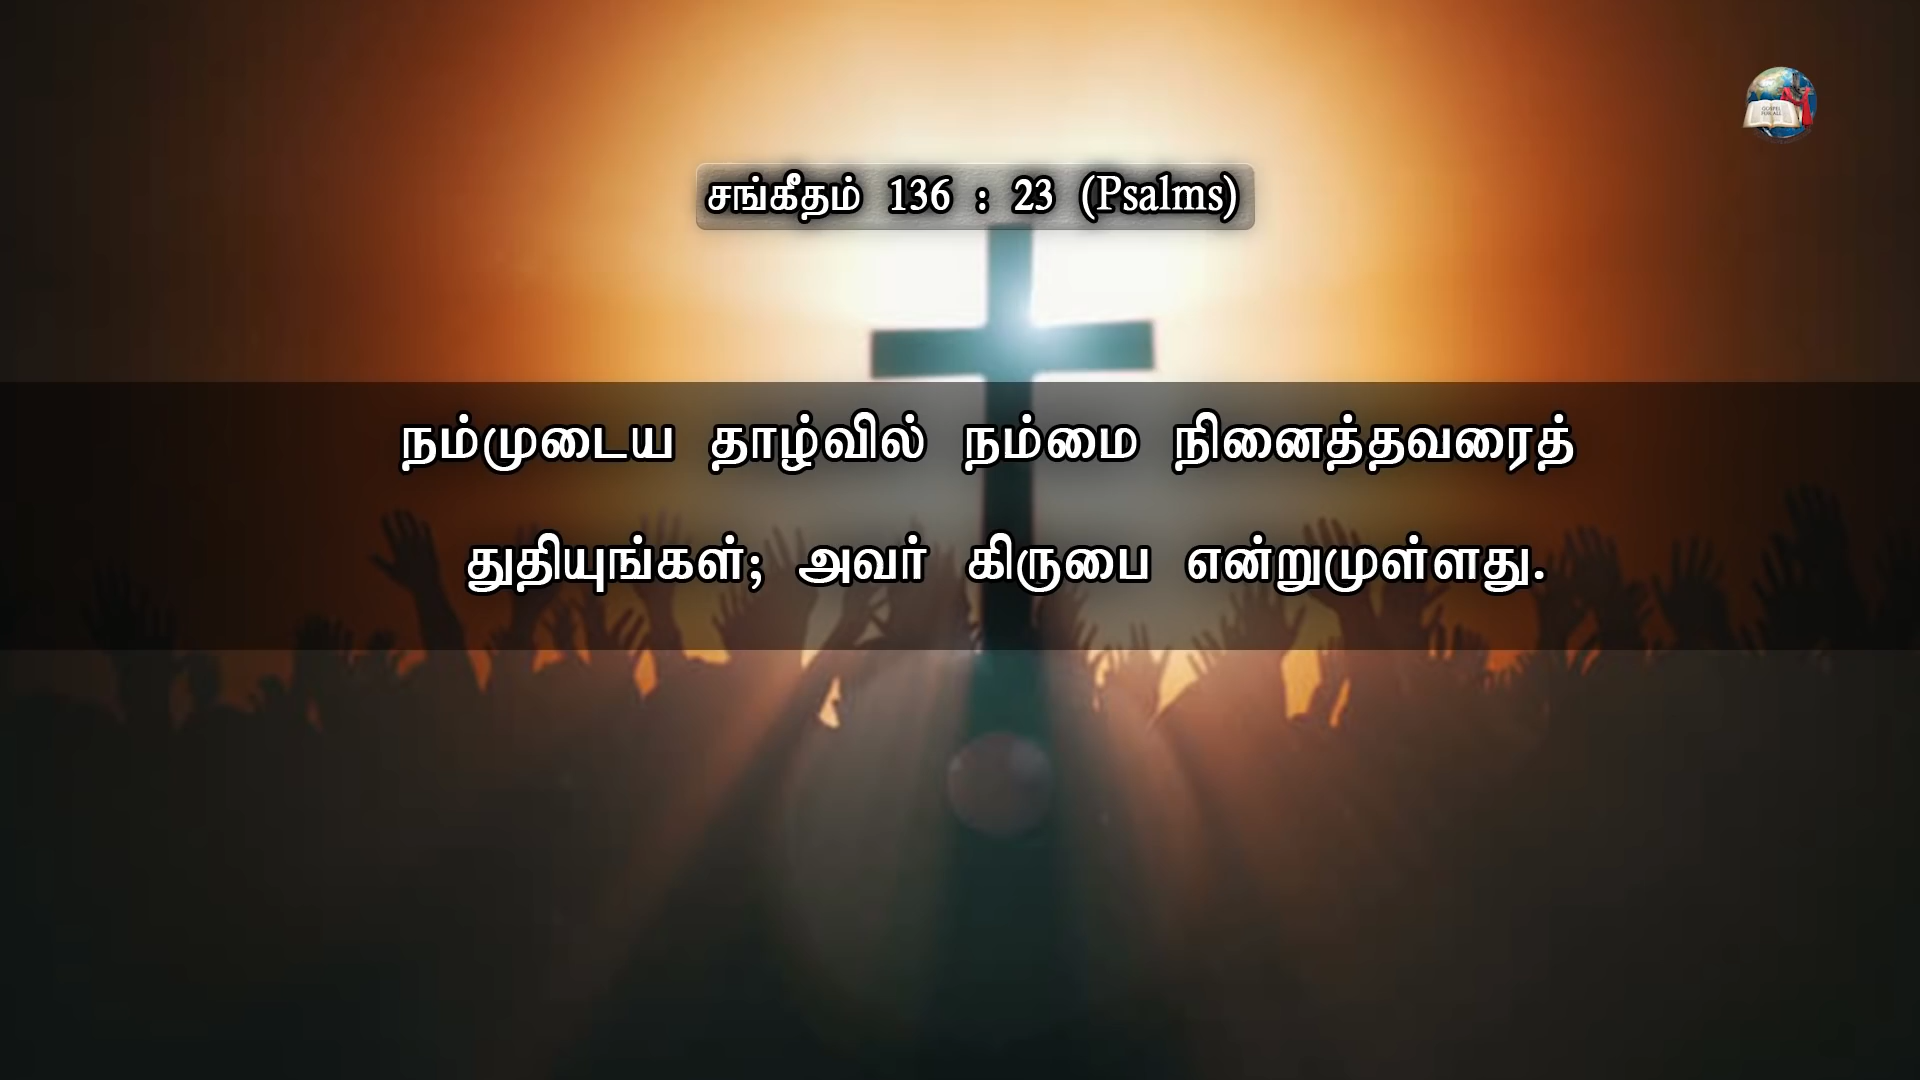 சங்கீதம் 136 : 23 (Psalms)
நம்முடைய தாழ்வில் நம்மை நினைத்தவரைத்
துதியுங்கள்; அவர் கிருபை என்றுமுள்ளது.